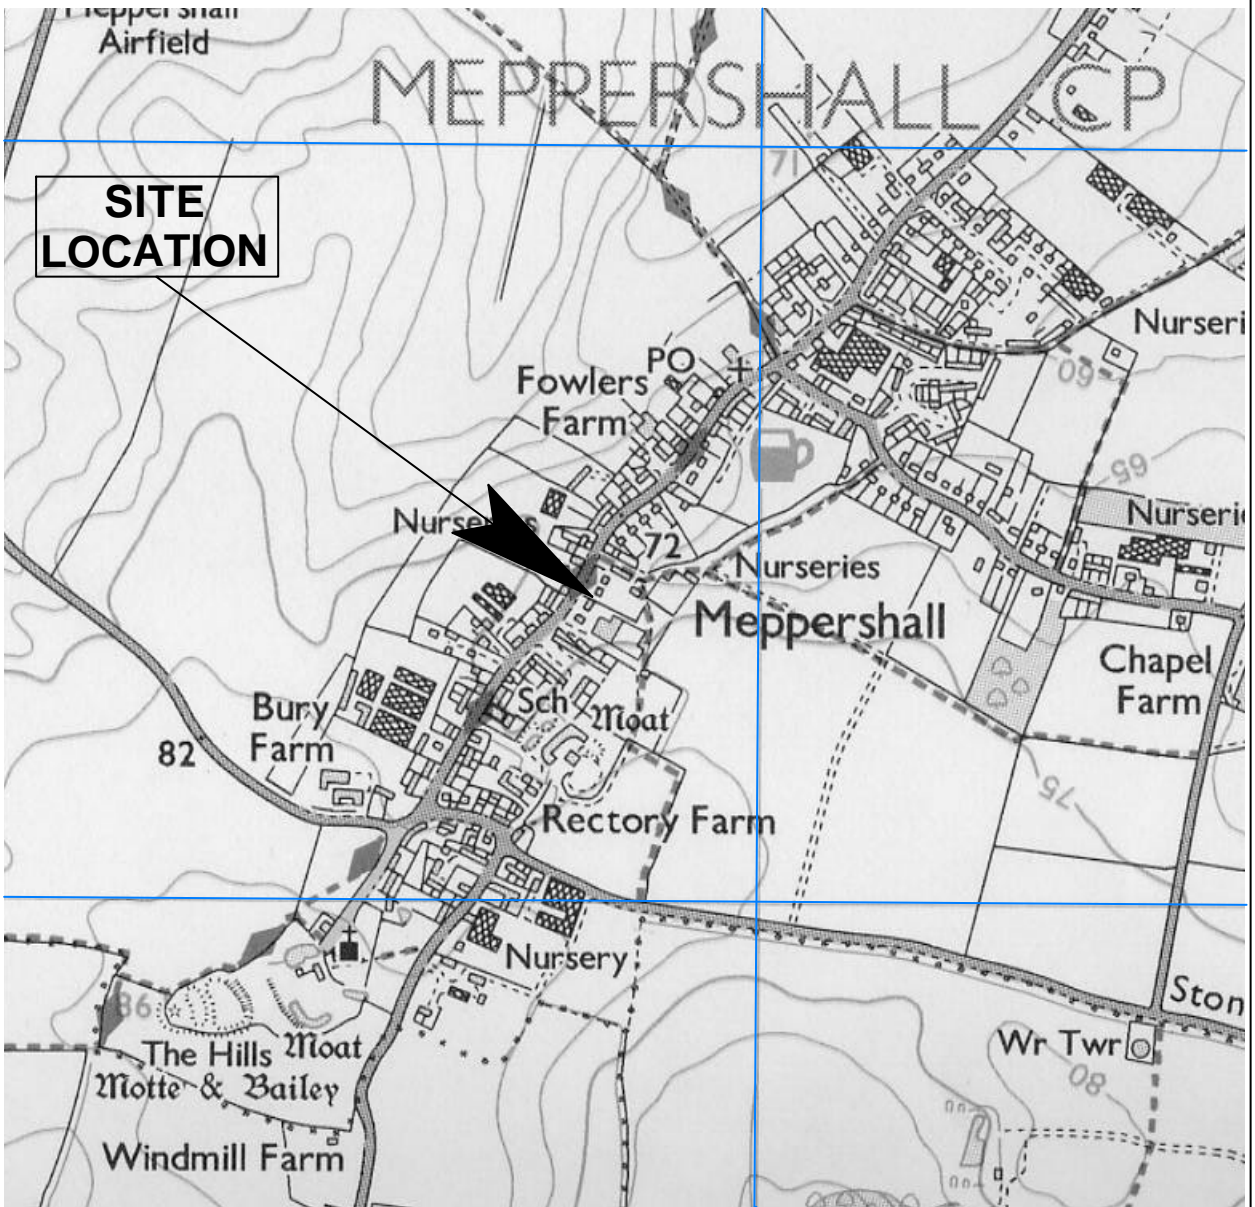 Meppershall
Airfield
MEPPERSHALL CP
SITE
LOCATION
71
Nurseri
PO
60
Fowlers
Farm
65
Nurseries
72
Nurserie
Nurseries
Meppershall
Chapel
Farm
Sch
Moat
Bury
Farm
82
75
Rectory Farm
Nursery
86
Ston
The Hills
Moat
Motte & Bailey
Wr Twr
80
Windmill Farm